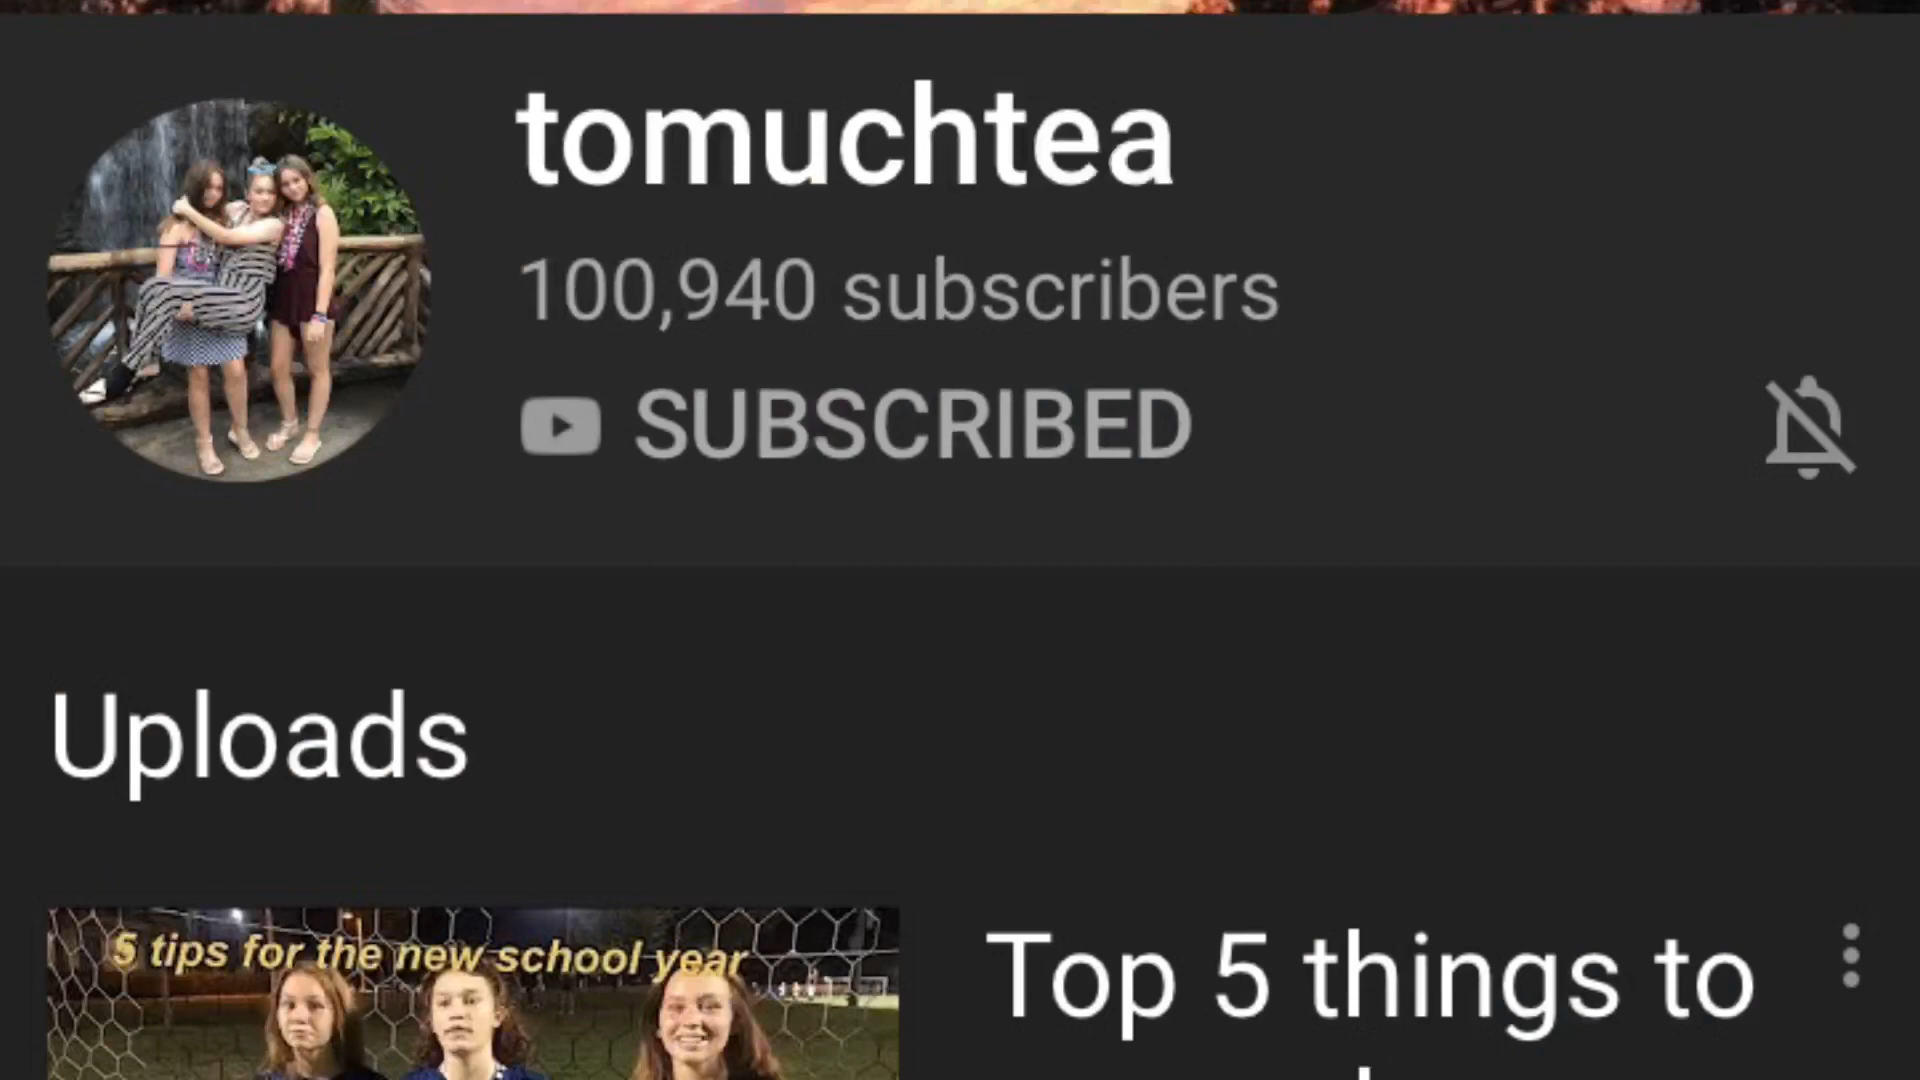 tomuchtea
100,940 subscribers
SUBSCRIBED
Uploads
5 tips for the new school year
Top 5 things to